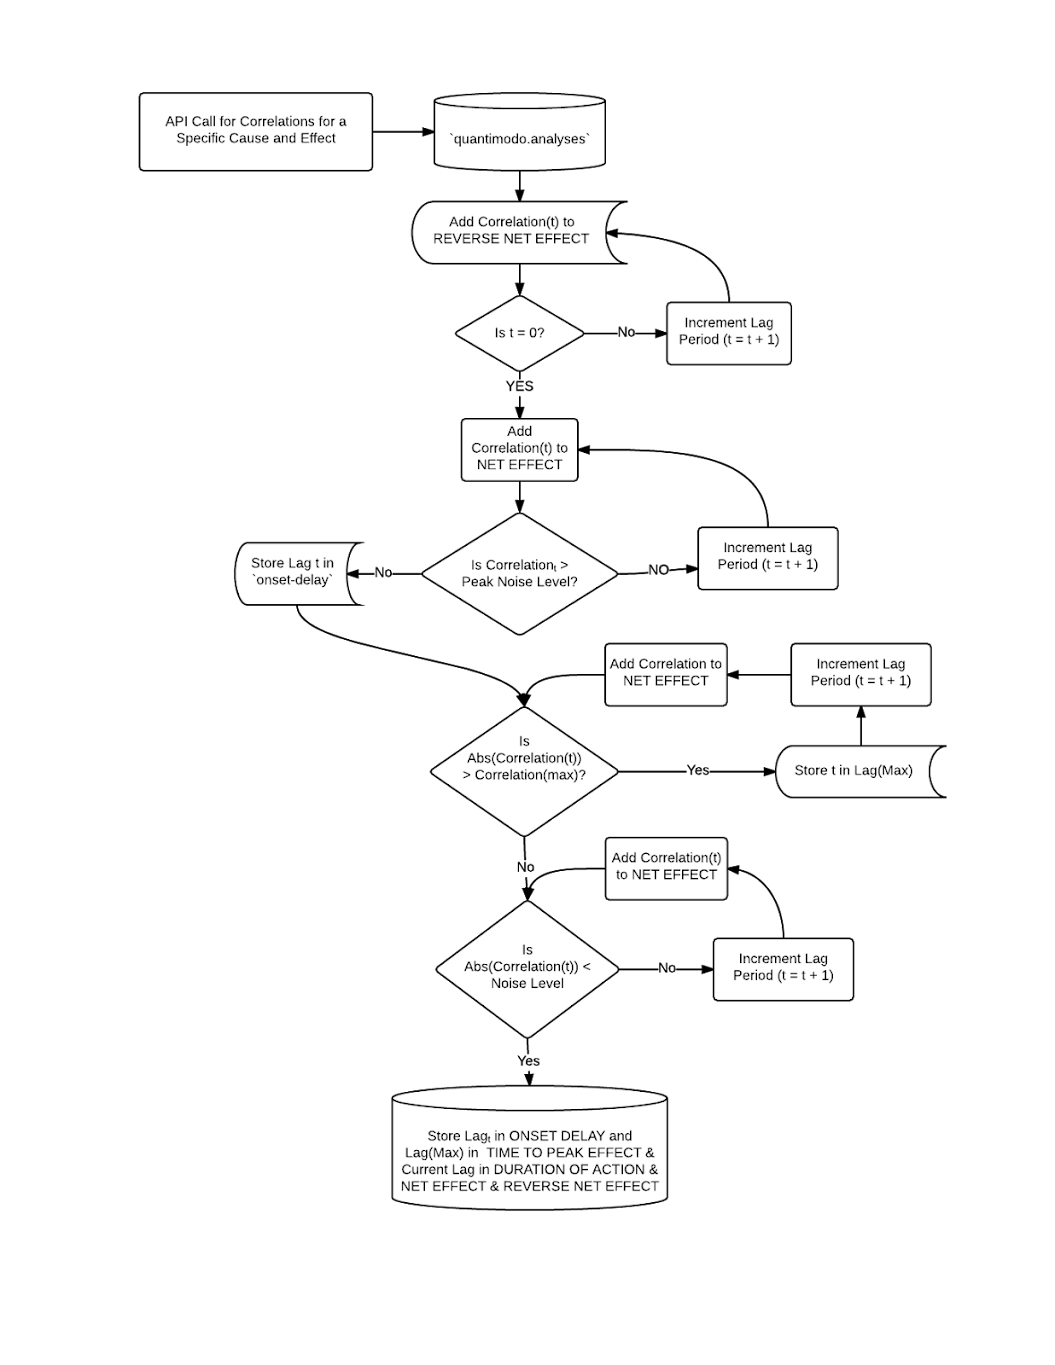 API Call for Correlations for a
Specific Cause and Effect
`quantimodo.analyses`
Add Correlation(t) to
REVERSE NET EFFECT
Is t = 0?
No
Increment Lag
Period (t = t + 1)
YES
Add
Correlation(t) to
NET EFFECT
Store Lag t in
`onset-delay`
No
Is Correlationt >
Peak Noise Level?
NO
Increment Lag
Period (t = t + 1)
Add Correlation to
NET EFFECT
Increment Lag
Period (t = t + 1)
Is
Abs(Correlation(t))
> Correlation(max)?
Yes
Store t in Lag(Max)
No
Add Correlation(t)
to NET EFFECT
Is
Abs(Correlation(t)) <
Noise Level
No
Increment Lag
Period (t = t + 1)
Yes
Store Lagt in ONSET DELAY and
Lag(Max) in TIME TO PEAK EFFECT &
Current Lag in DURATION OF ACTION &
NET EFFECT & REVERSE NET EFFECT